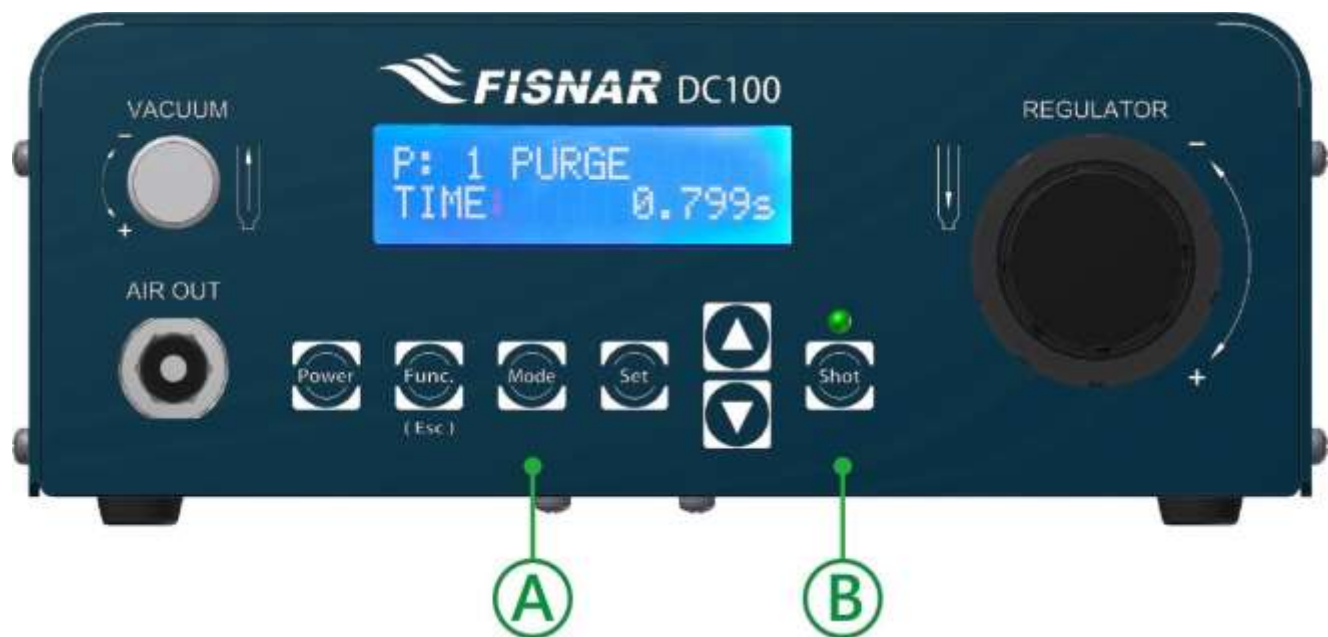 FISNAR DC100
VACUUM
REGULATOR
P: 1 PURGE
TIME: 0.799s
-
+
-
+
AIR OUT
Power
Func.
(Esc)
Mode
Set
Shot
A
B